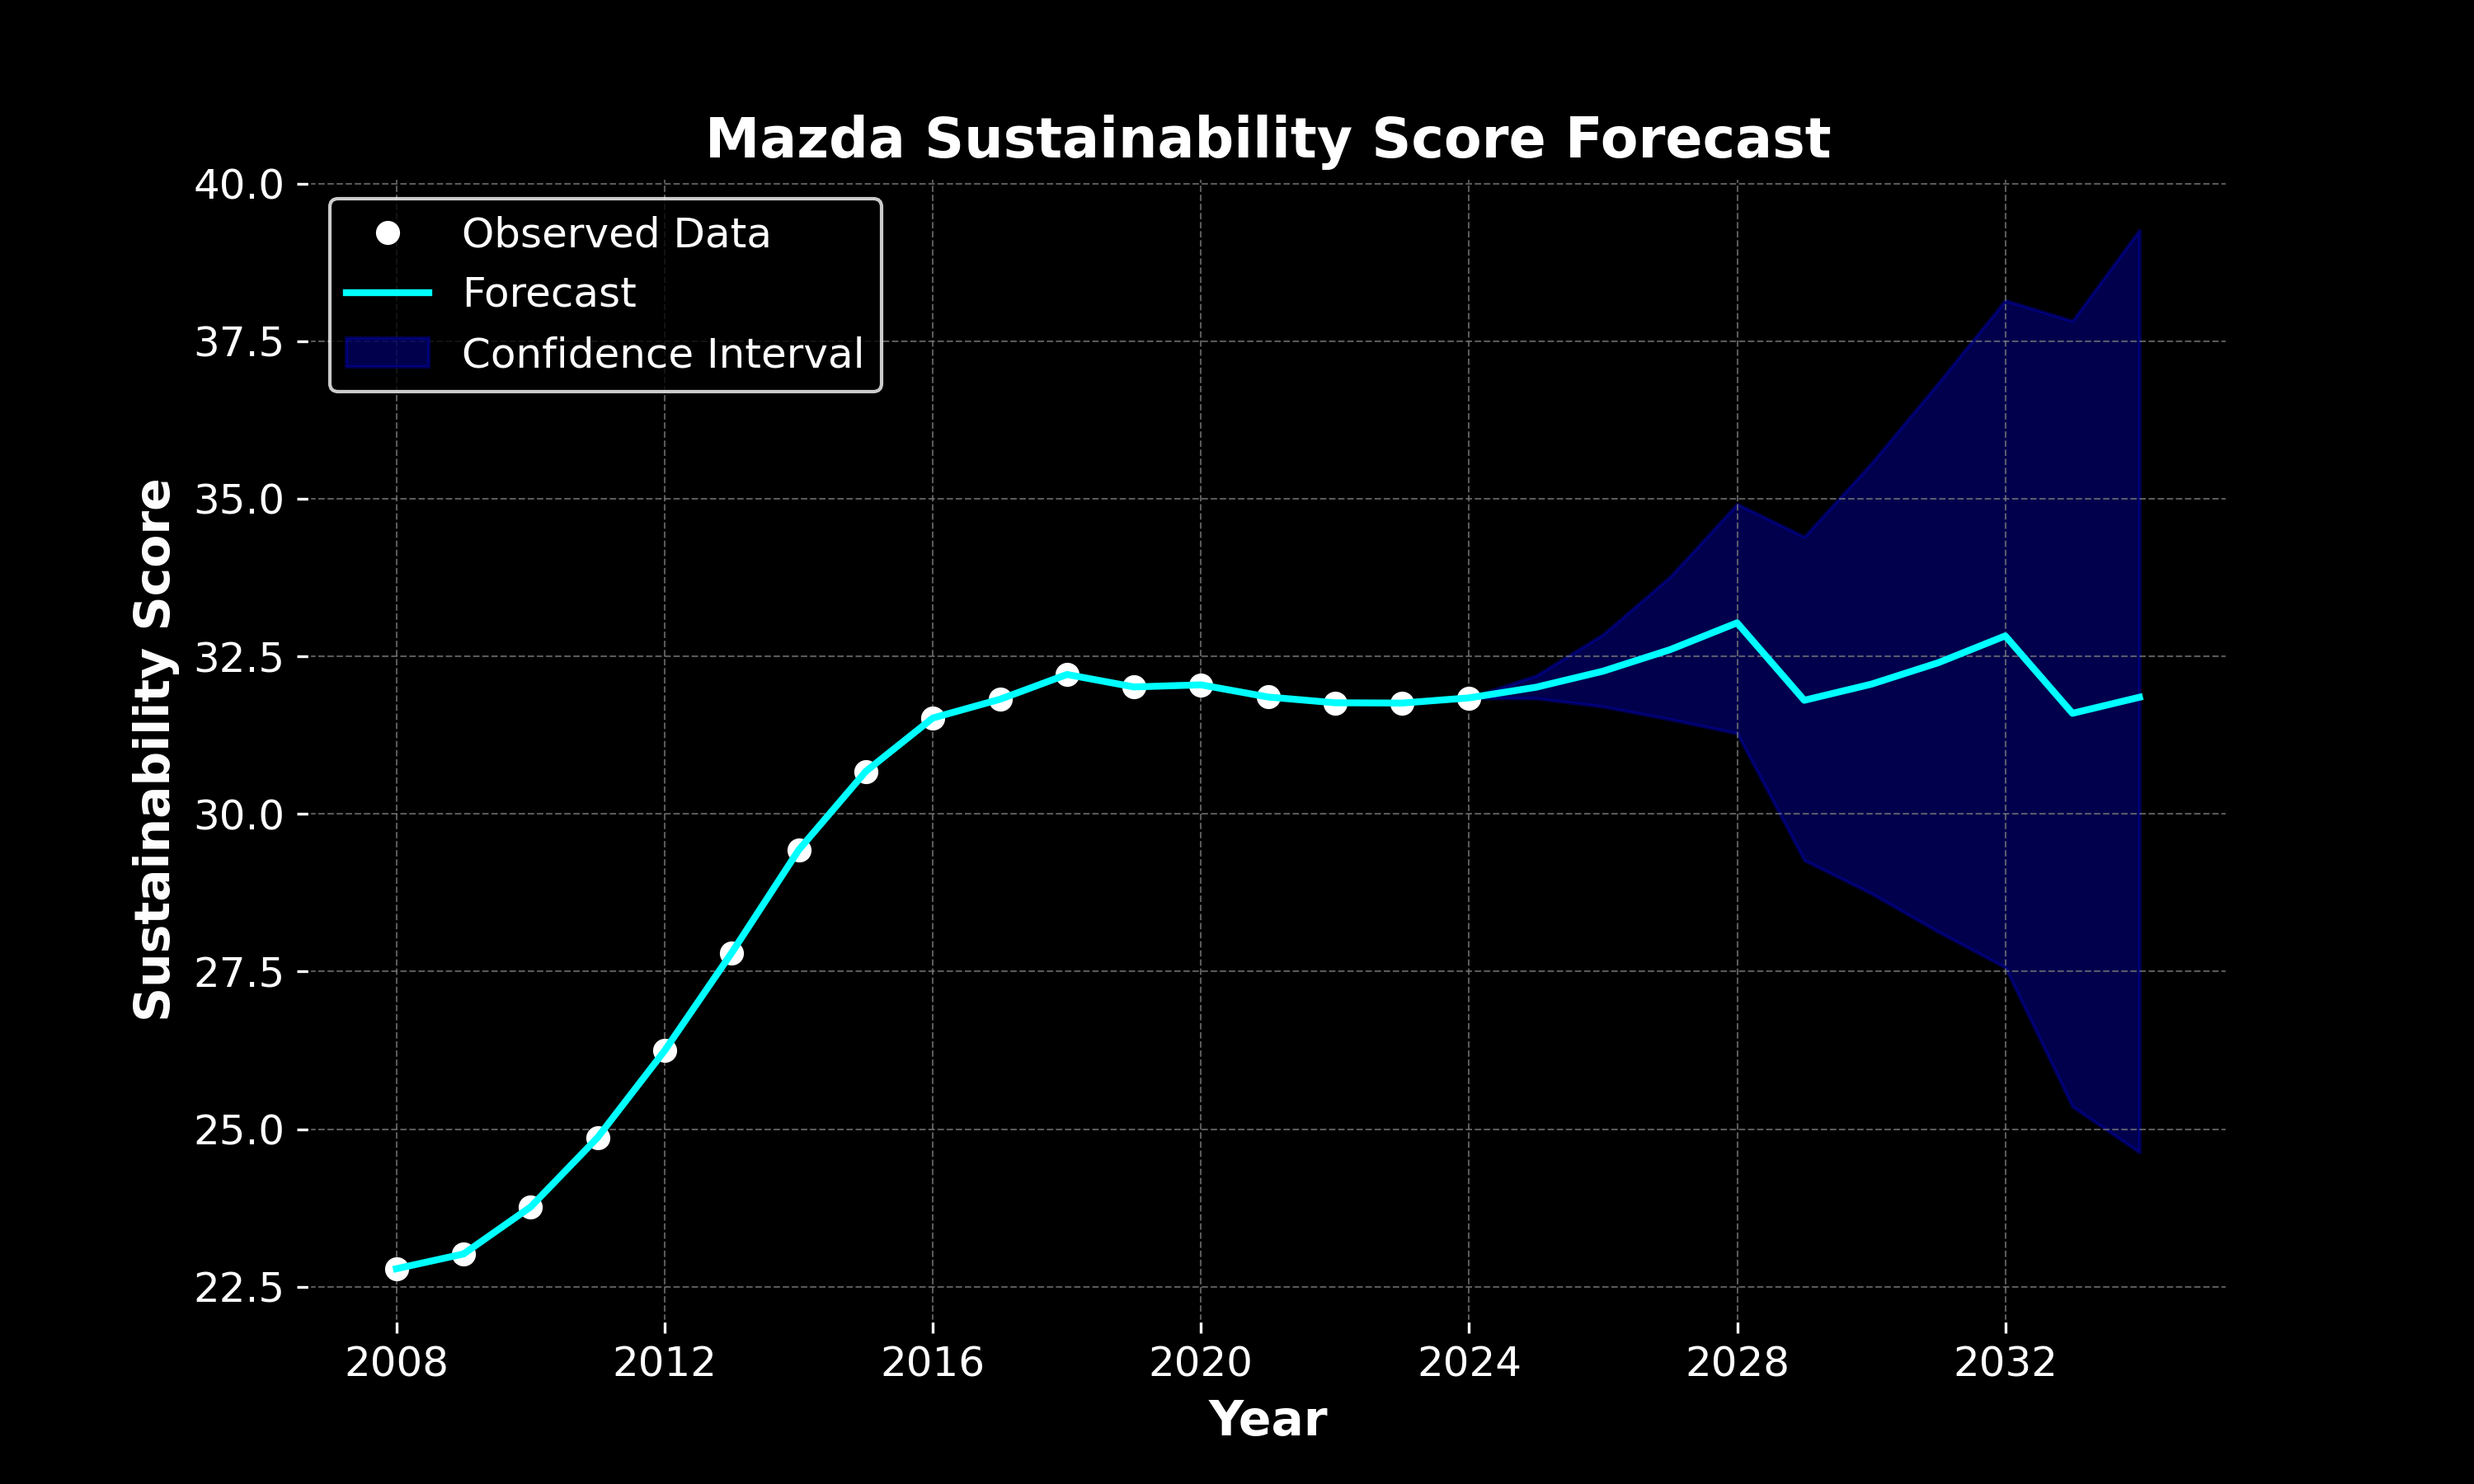 Mazda Sustainability Score Forecast
Observed Data
Forecast
Confidence Interval
Sustainability Score
40.0
37.5
35.0
32.5
30.0
27.5
25.0
22.5
2008 2012 2016 2020 2024 2028 2032
Year